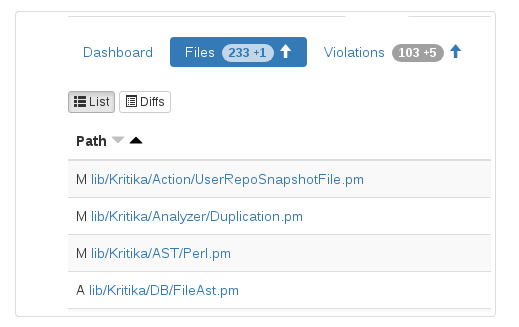 Dashboard Files 233 +1 Violations 103 +5
List Diffs
Path
M lib/Kritika/Action/UserRepoSnapshotFile.pm
M lib/Kritika/Analyzer/Duplication.pm
M lib/Kritika/AST/Perl.pm
A lib/Kritika/DB/FileAst.pm